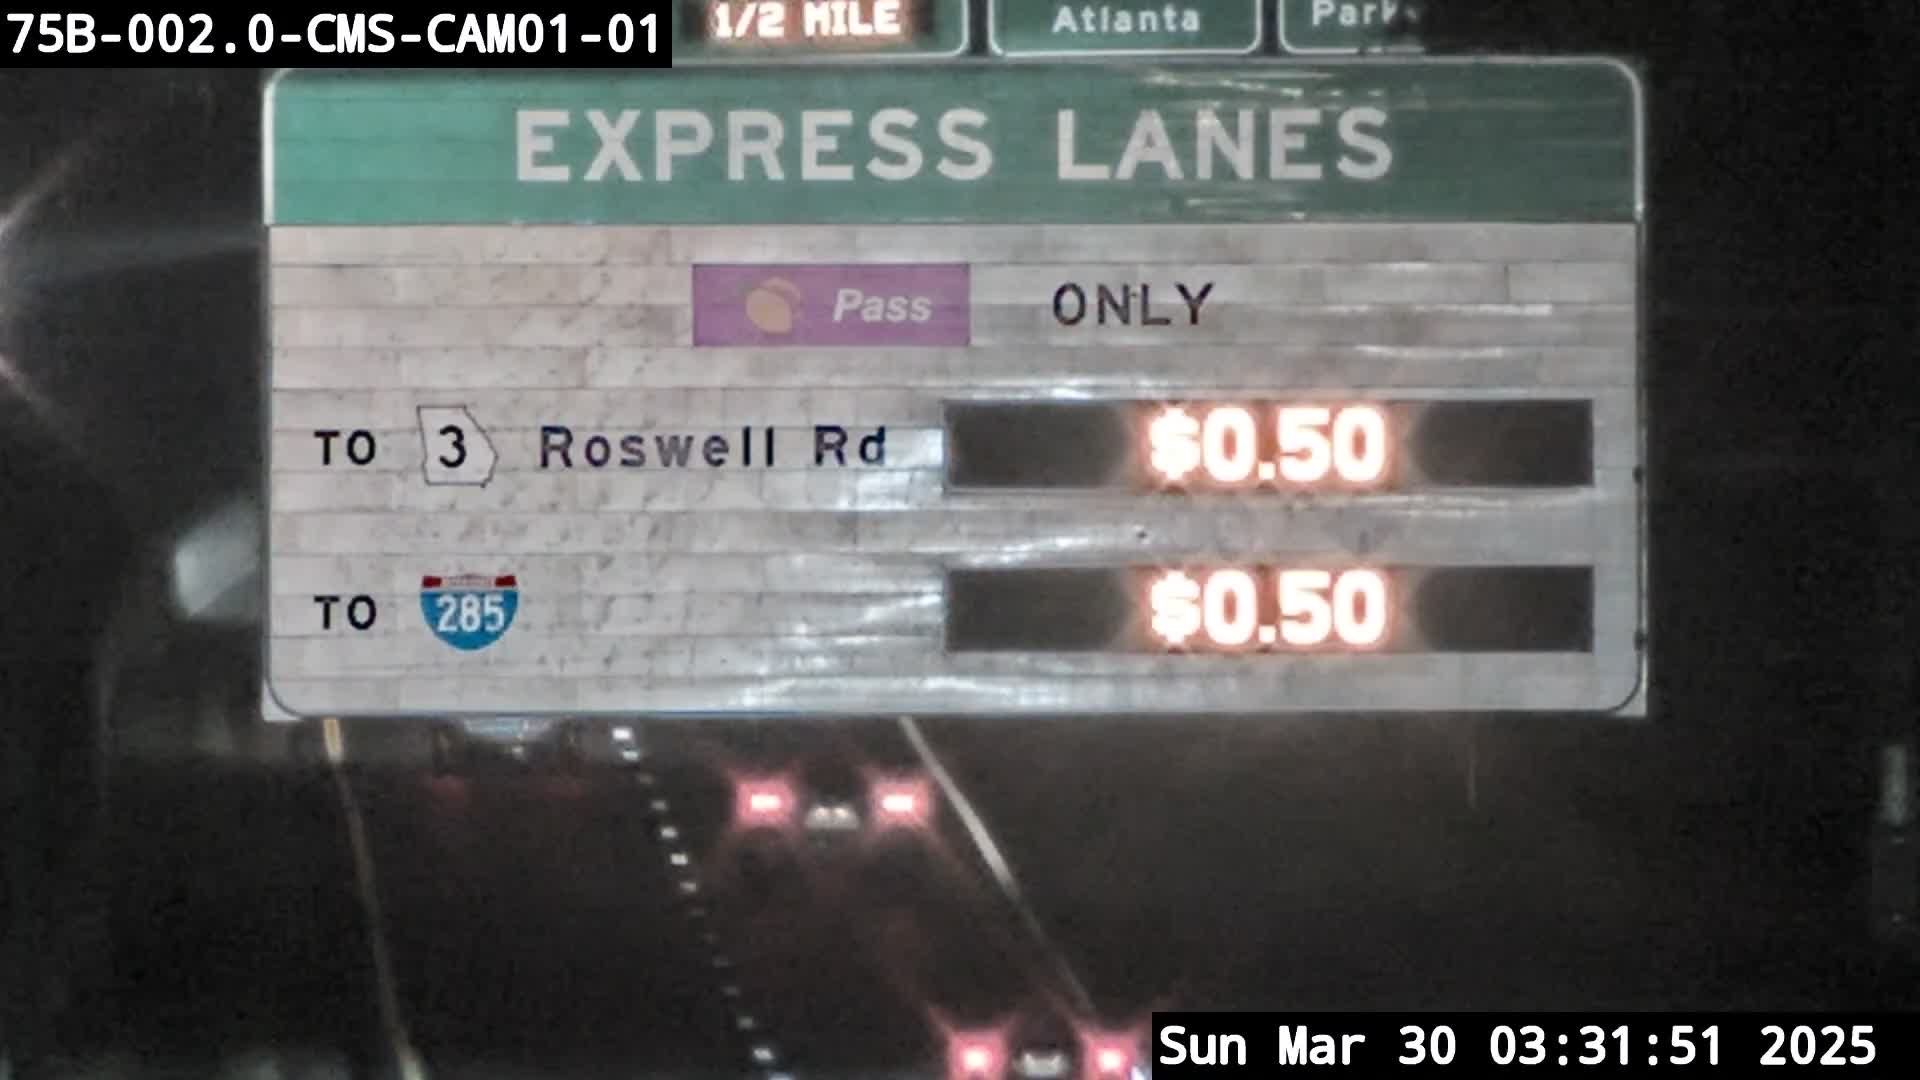 75B-002.0-CMS-CAM01-01
1/2 MILE
Atlanta
EXPRESS LANES
Pass ONLY
TO 3 Roswell Rd $0.50
TO 285 $0.50
Sun Mar 30 03:31:51 2025